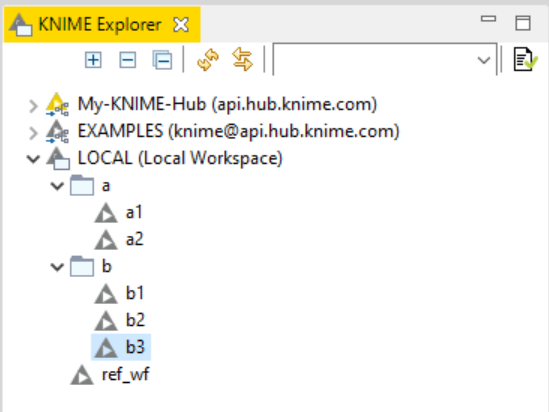 KNIME Explorer
My-KNIME-Hub (api.hub.knime.com)
EXAMPLES (knime@api.hub.knime.com)
LOCAL (Local Workspace)
a
a1
a2
b
b1
b2
b3
ref_wf